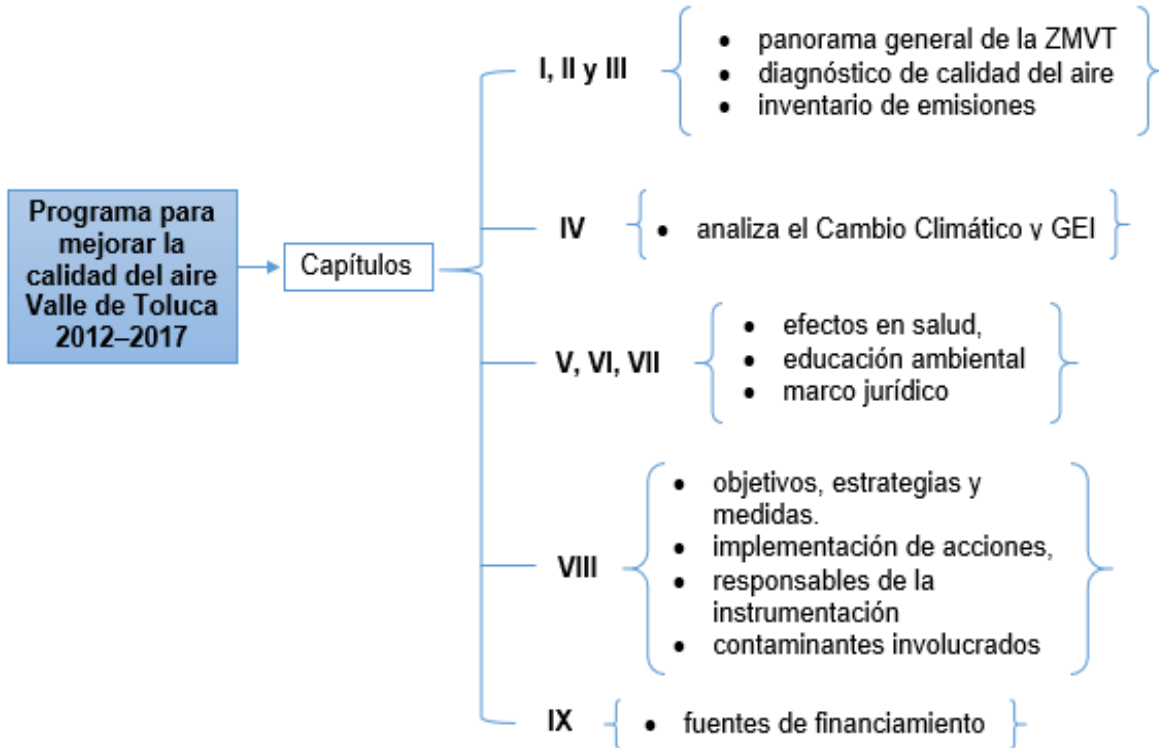 Programa para
mejorar la
calidad del aire
Valle de Toluca
2012–2017
Capítulos
I, II y III
• panorama general de la ZMVT
• diagnóstico de calidad del aire
• inventario de emisiones
IV
• analiza el Cambio Climático y GEI
V, VI, VII
• efectos en salud,
• educación ambiental
• marco jurídico
VIII
• objetivos, estrategias y
medidas.
• implementación de acciones,
• responsables de la
instrumentación
• contaminantes involucrados
IX
• fuentes de financiamiento